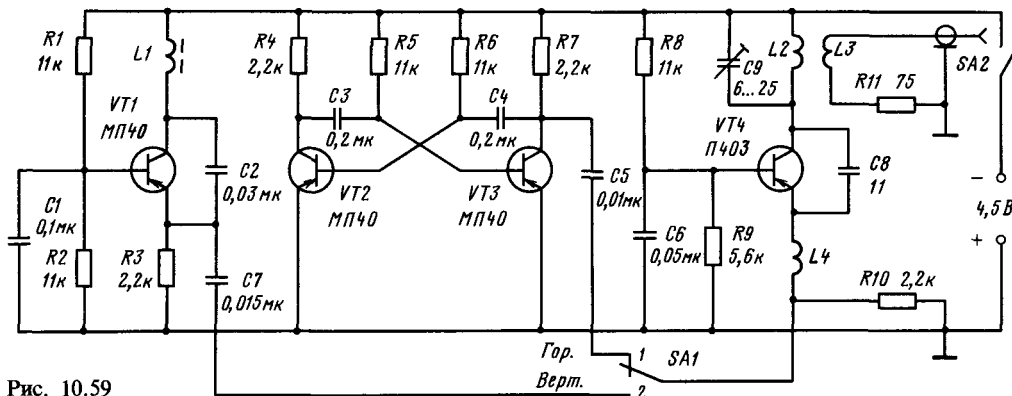 R1
11к
L1
VT1
МП40
C1
0,1мк
R2
11к
R3
2,2к
C2
0,03мк
C7
0,015мк
R4
2,2к
R5
11к
R6
11к
R7
2,2к
C3
0,2мк
C4
0,2мк
VT2
МП40
VT3
МП40
C5
0,01мк
R8
11к
C6
0,05мк
R9
5,6к
C9
6...25
L2
L3
R11 75
SA2
VT4
П403
C8
11
L4
R10 2,2к
−
4,5В
+
Гор. 1 SA1
Верт. 2
Рис. 10.59